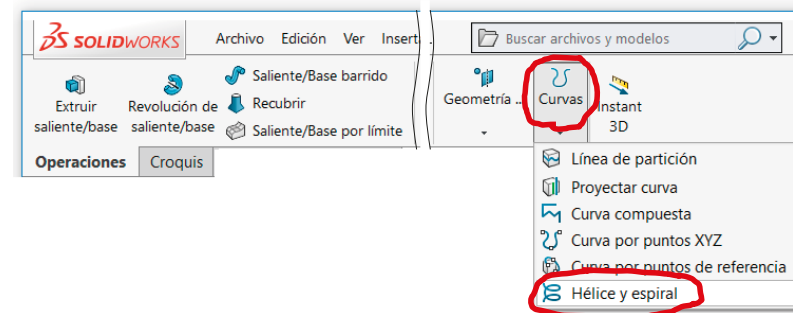 SOLIDWORKS Archivo Edición Ver Insert Buscar archivos y modelos
Extruir saliente/base
Revolución de saliente/base
Saliente/Base barrido
Recubrir
Saliente/Base por límite
Geometría ..
Curvas
Instant 3D
Operaciones Croquis
Línea de partición
Proyectar curva
Curva compuesta
Curva por puntos XYZ
Curva por puntos de referencia
Hélice y espiral